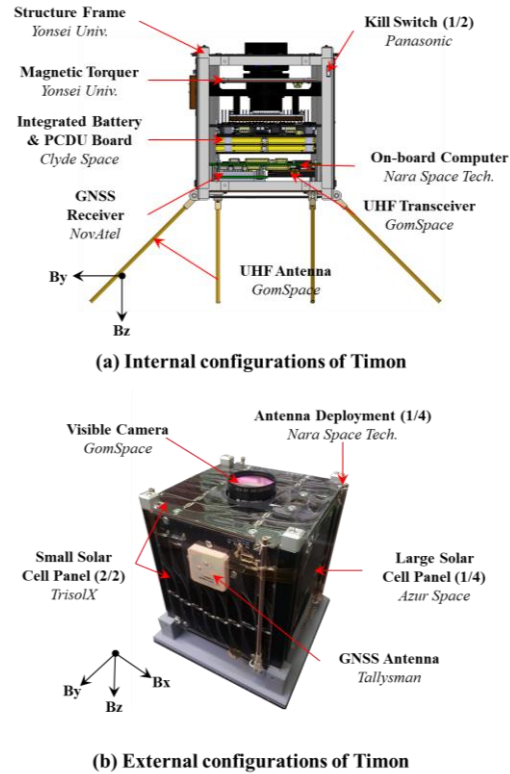 Structure Frame
Yonsei Univ.
Kill Switch (1/2)
Panasonic
Magnetic Torquer
Yonsei Univ.
Integrated Battery
& PCDU Board
Clyde Space
On-board Computer
Nara Space Tech.
GNSS
Receiver
NovAtel
UHF Transceiver
GomSpace
By
UHF Antenna
GomSpace
Bz
(a) Internal configurations of Timon
Visible Camera
GomSpace
Antenna Deployment (1/4)
Nara Space Tech.
Small Solar
Cell Panel (2/2)
TrisolX
Large Solar
Cell Panel (1/4)
Azur Space
GNSS Antenna
Tallysman
By
Bz
Bx
(b) External configurations of Timon